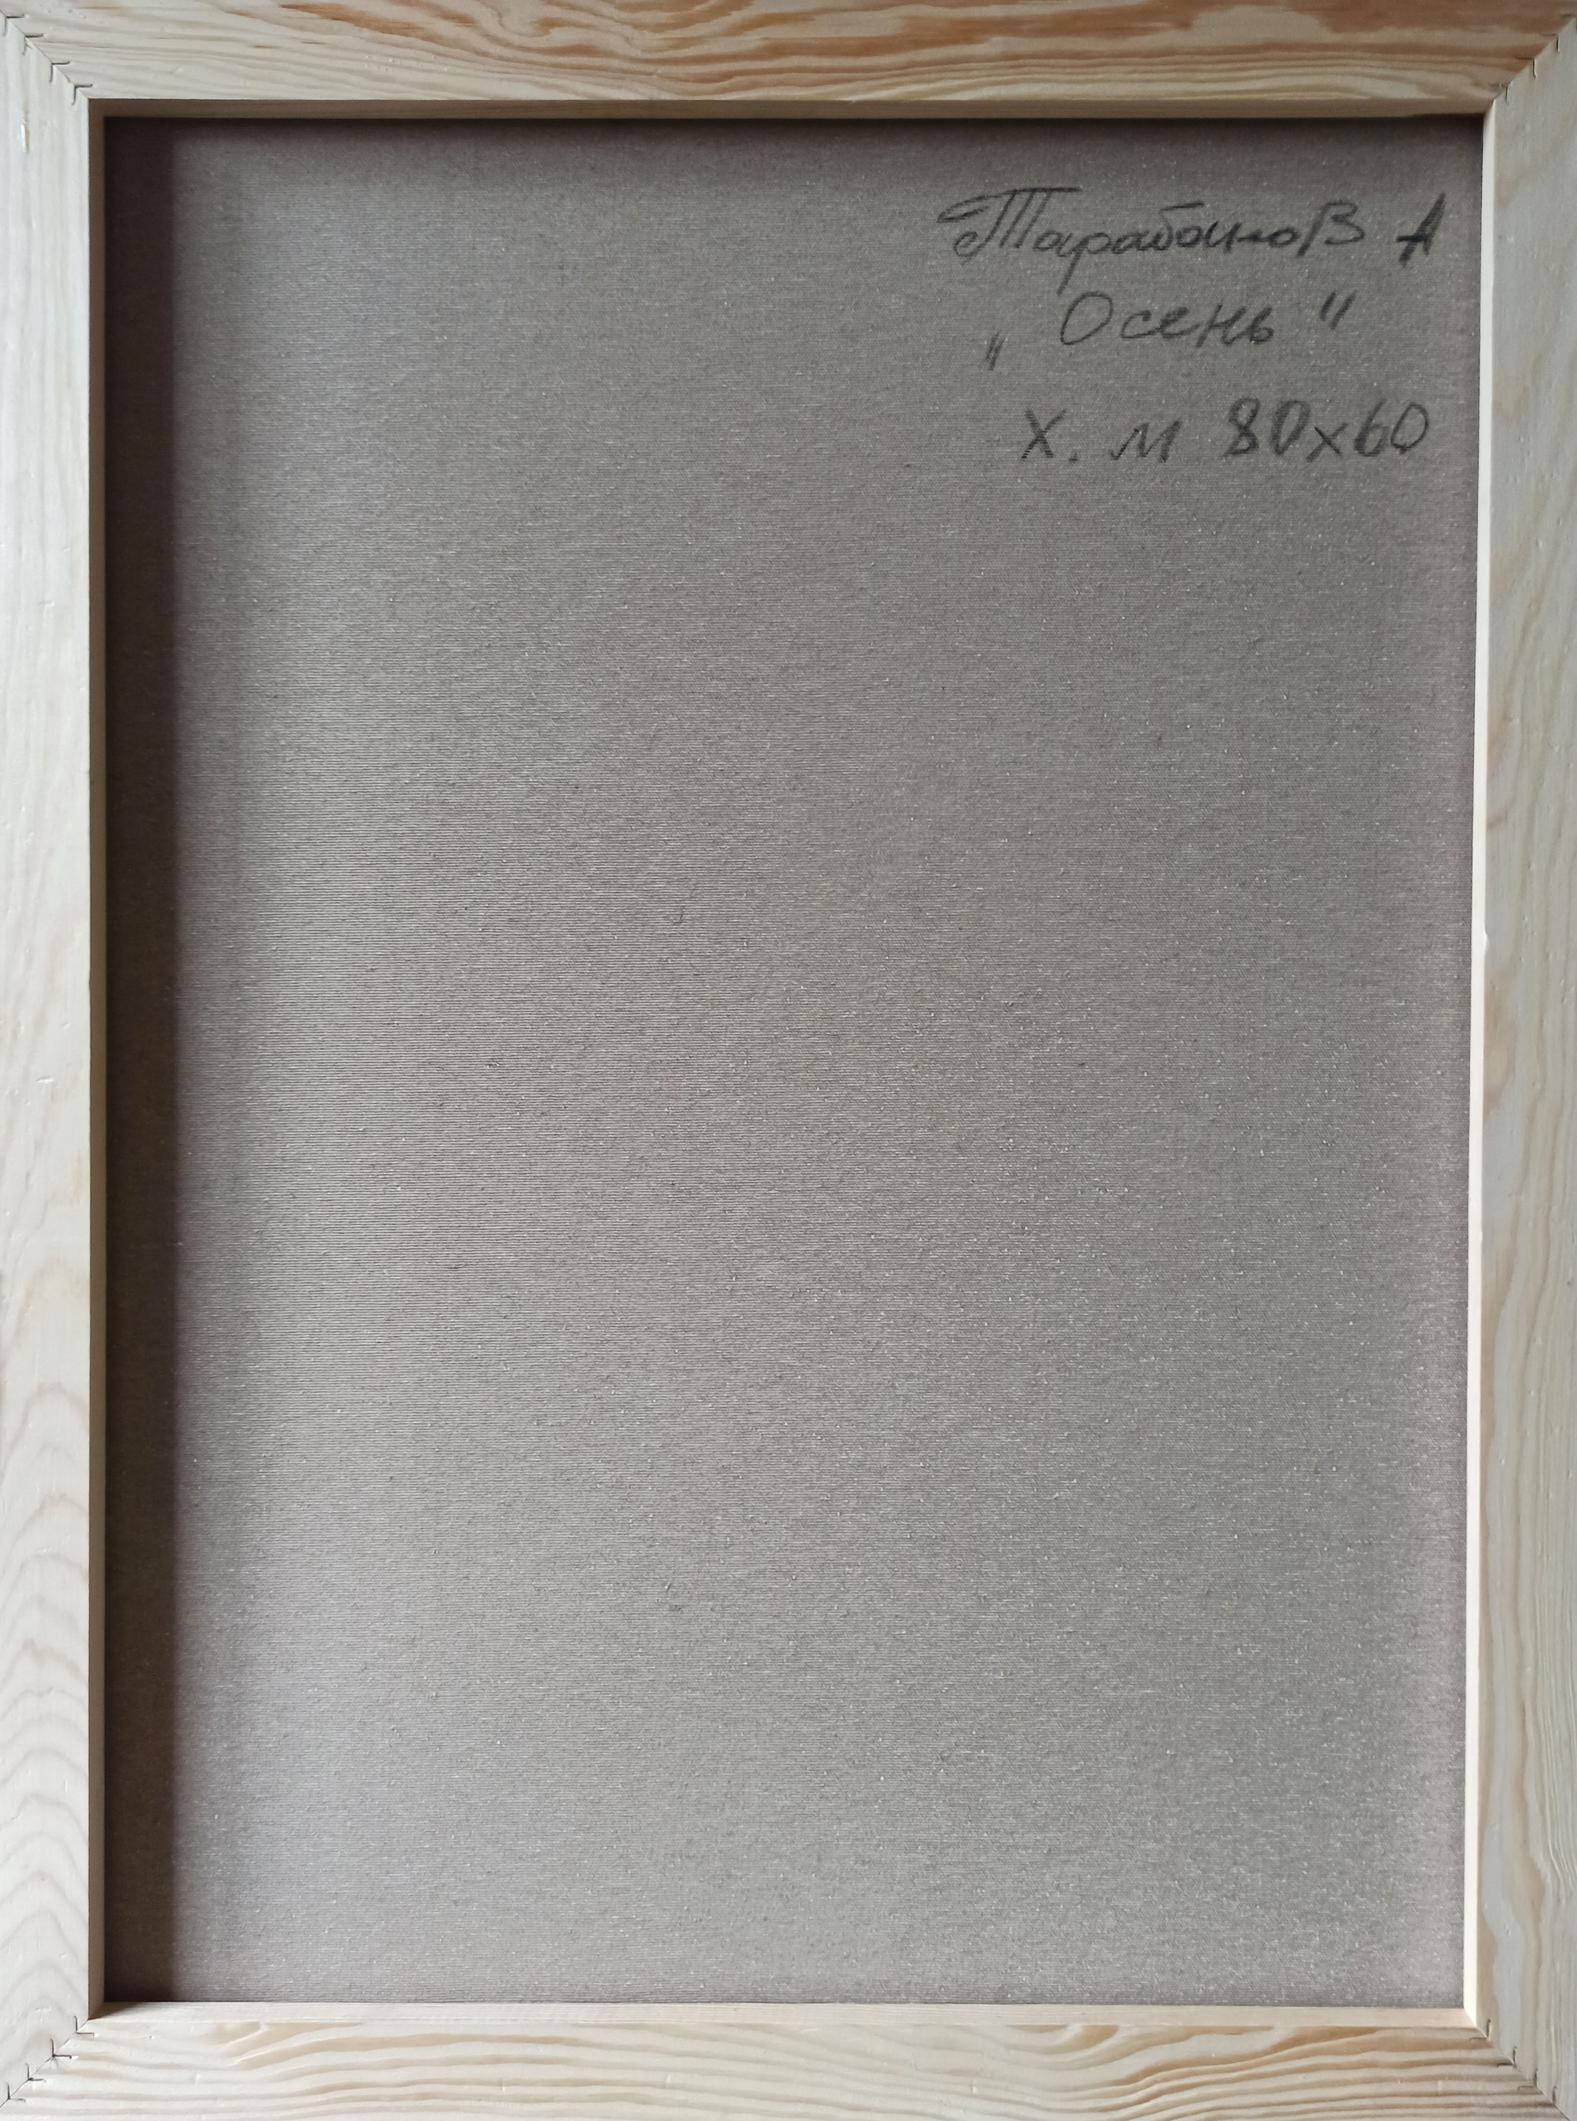 Тарабанов А
„ Осень "
Х. м 80х60